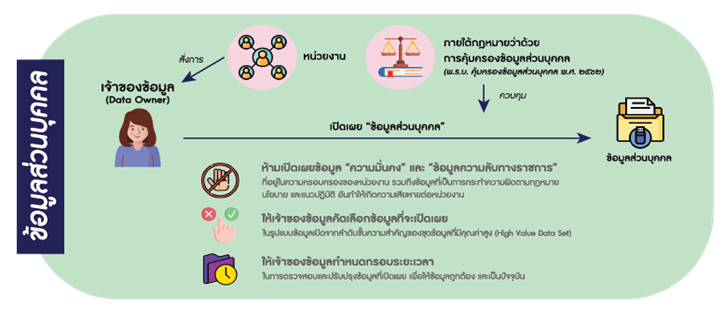 ข้อมูลส่วนบุคคล
สั่งการ
หน่วยงาน
ภายใต้กฎหมายว่าด้วย
การคุ้มครองข้อมูลส่วนบุคคล
(พ.ร.บ. คุ้มครองข้อมูลส่วนบุคคล พ.ศ. ๒๕๖๒)
เจ้าของข้อมูล
(Data Owner)
ควบคุม
เปิดเผย “ข้อมูลส่วนบุคคล”
ข้อมูลส่วนบุคคล
ห้ามเปิดเผยข้อมูล “ความมั่นคง” และ “ข้อมูลความลับทางราชการ”
ที่อยู่ในความครอบครองของหน่วยงาน รวมถึงข้อมูลที่เป็นการกระทำความผิดตามกฎหมาย
นโยบาย และแนวปฏิบัติ อันทำให้เกิดความเสียหายต่อหน่วยงาน
ให้เจ้าของข้อมูลคัดเลือกข้อมูลที่จะเปิดเผย
ในรูปแบบข้อมูลเปิดจากลำดับชั้นความสำคัญของชุดข้อมูลที่มีคุณค่าสูง (High Value Data Set)
ให้เจ้าของข้อมูลกำหนดกรอบระยะเวลา
ในการตรวจสอบและปรับปรุงข้อมูลที่เปิดเผย เพื่อให้ข้อมูลถูกต้อง และเป็นปัจจุบัน